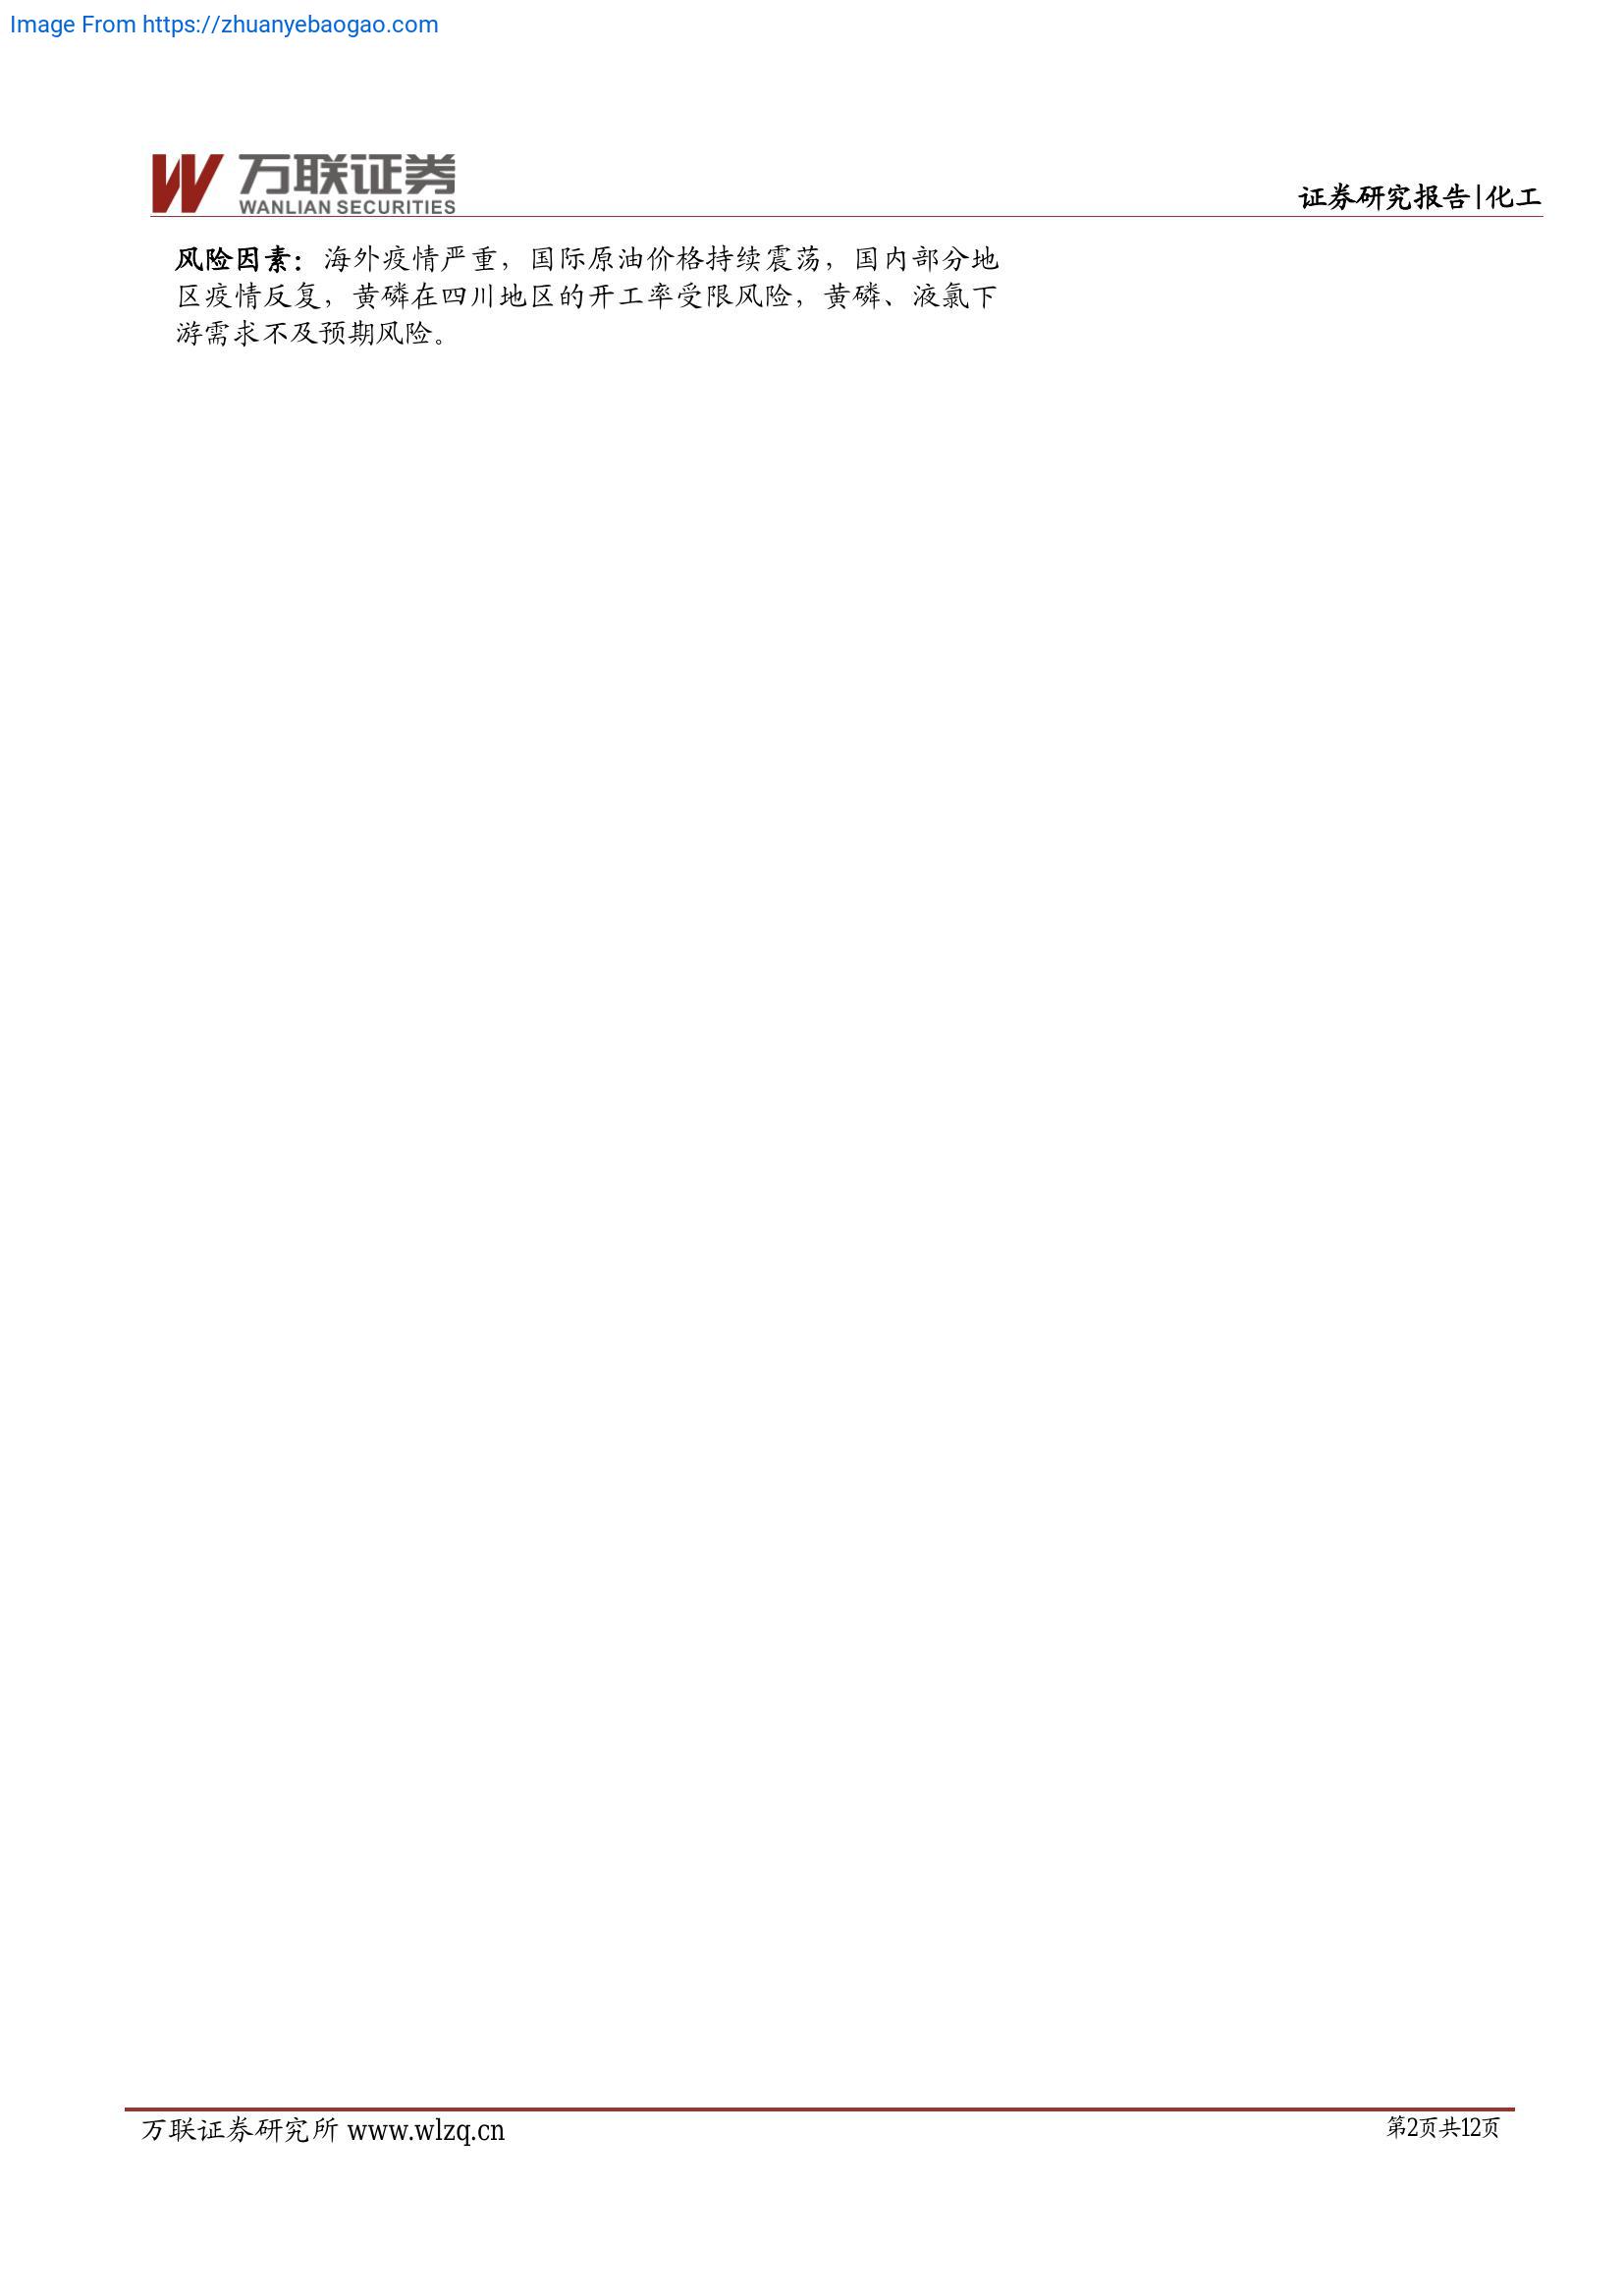 Image From https://zhuanyebaogao.com
万联证券
WANLIAN SECURITIES
证券研究报告|化工
风险因素：海外疫情严重，国际原油价格持续震荡，国内部分地
区疫情反复，黄磷在四川地区的开工率受限风险，黄磷、液氯下
游需求不及预期风险。
万联证券研究所 www.wlzq.cn
第2页共12页